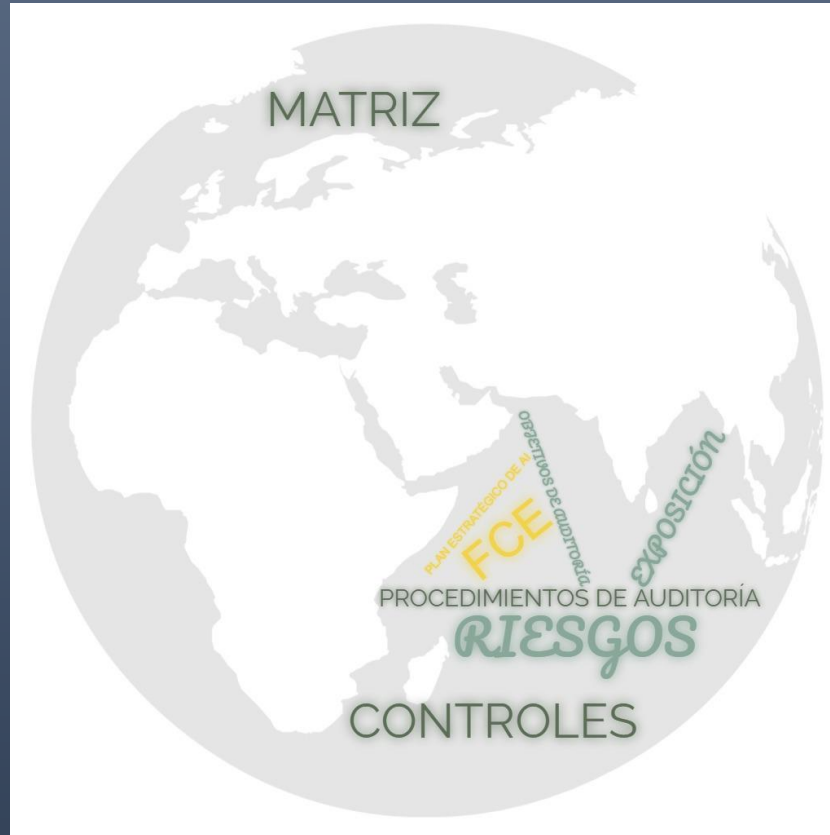 MATRIZ
PLAN ESTRATÉGICO DE AI
FCE
OBJETIVOS DE AUDITORÍA
EXPOSICIÓN
PROCEDIMIENTOS DE AUDITORÍA
RIESGOS
CONTROLES